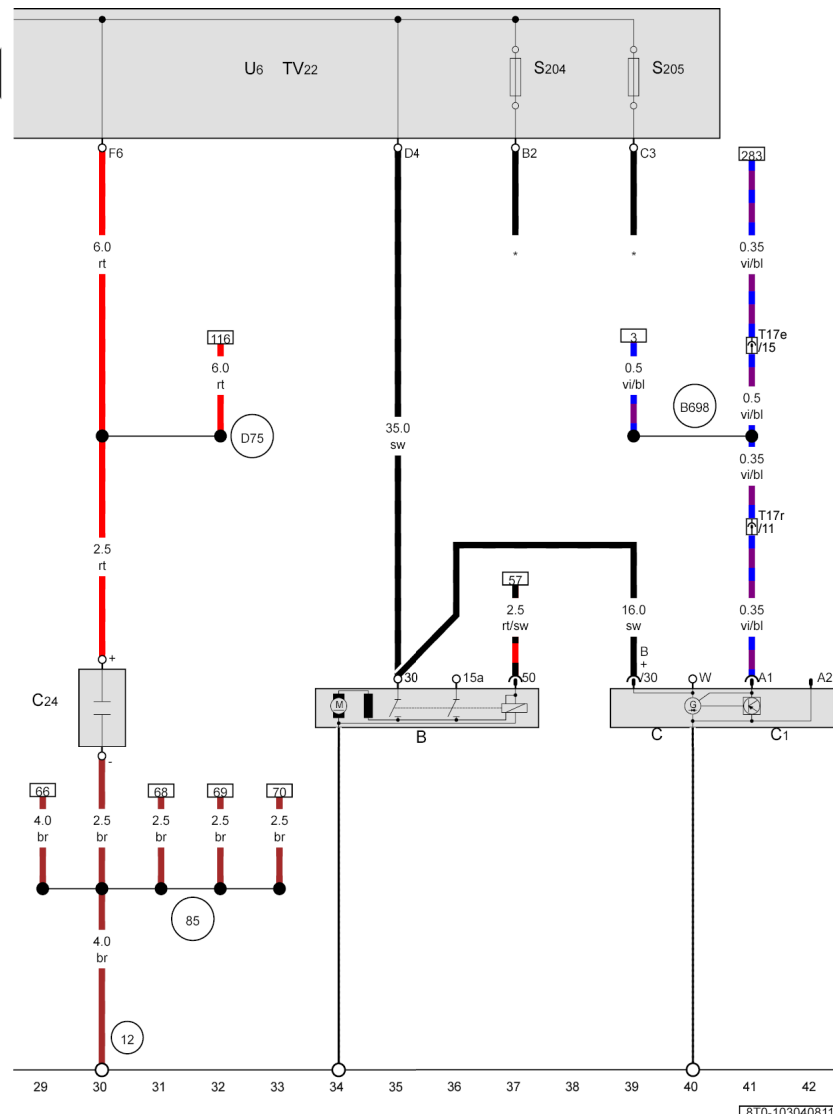 U6 TV22 S204 S205
F6 D4 B2 C3 283
6.0
rt
* *
0.35
vi/bl
T17e
/15
116
6.0
rt
3
0.5
vi/bl
B698
0.5
vi/bl
D75
35.0
sw
0.35
vi/bl
T17r
/11
2.5
rt
57
2.5
rt/sw
16.0
sw
0.35
vi/bl
B
+
/30
+ 30 15a 50 W A1 A2
C24
M
G
B C C1
-
66 68 69 70
4.0
br
2.5
br
2.5
br
2.5
br
2.5
br
85
4.0
br
12
29 30 31 32 33 34 35 36 37 38 39 40 41 42